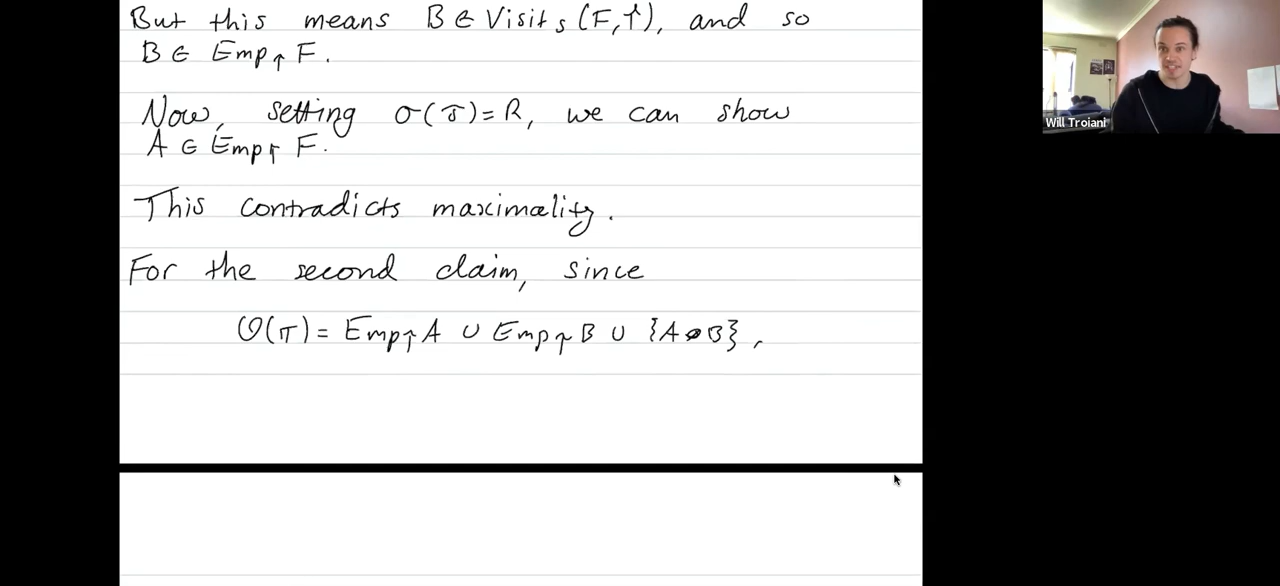 But this means B ∈ Visit_S (F,↑), and so
B ∈ Emp↑ F.
Now, setting σ(τ)=R, we can show
A ∈ Emp↑ F.
This contradicts maximality.
For the second claim, since
O(π) = Emp↑A ∪ Emp↑B ∪ {A⊗B},
Will Troiani